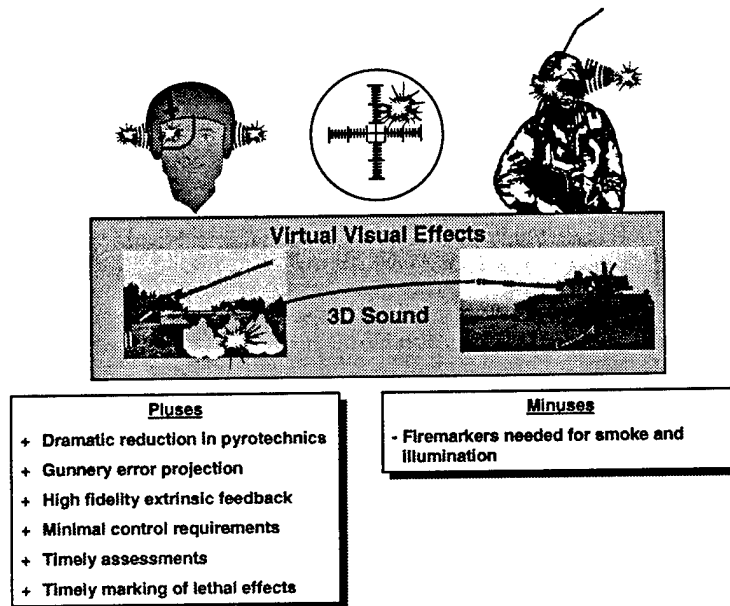 Virtual Visual Effects
3D Sound
Pluses
+ Dramatic reduction in pyrotechnics
+ Gunnery error projection
+ High fidelity extrinsic feedback
+ Minimal control requirements
+ Timely assessments
+ Timely marking of lethal effects
Minuses
- Firemarkers needed for smoke and
illumination